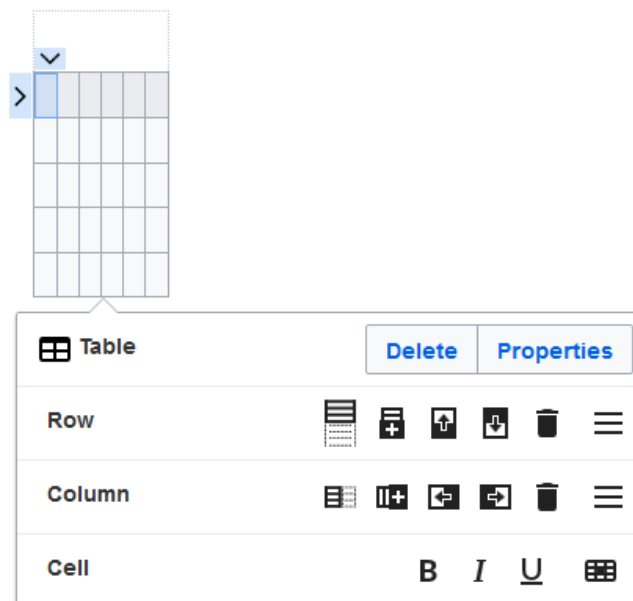 Table
Delete
Properties
Row
Column
Cell
B I U